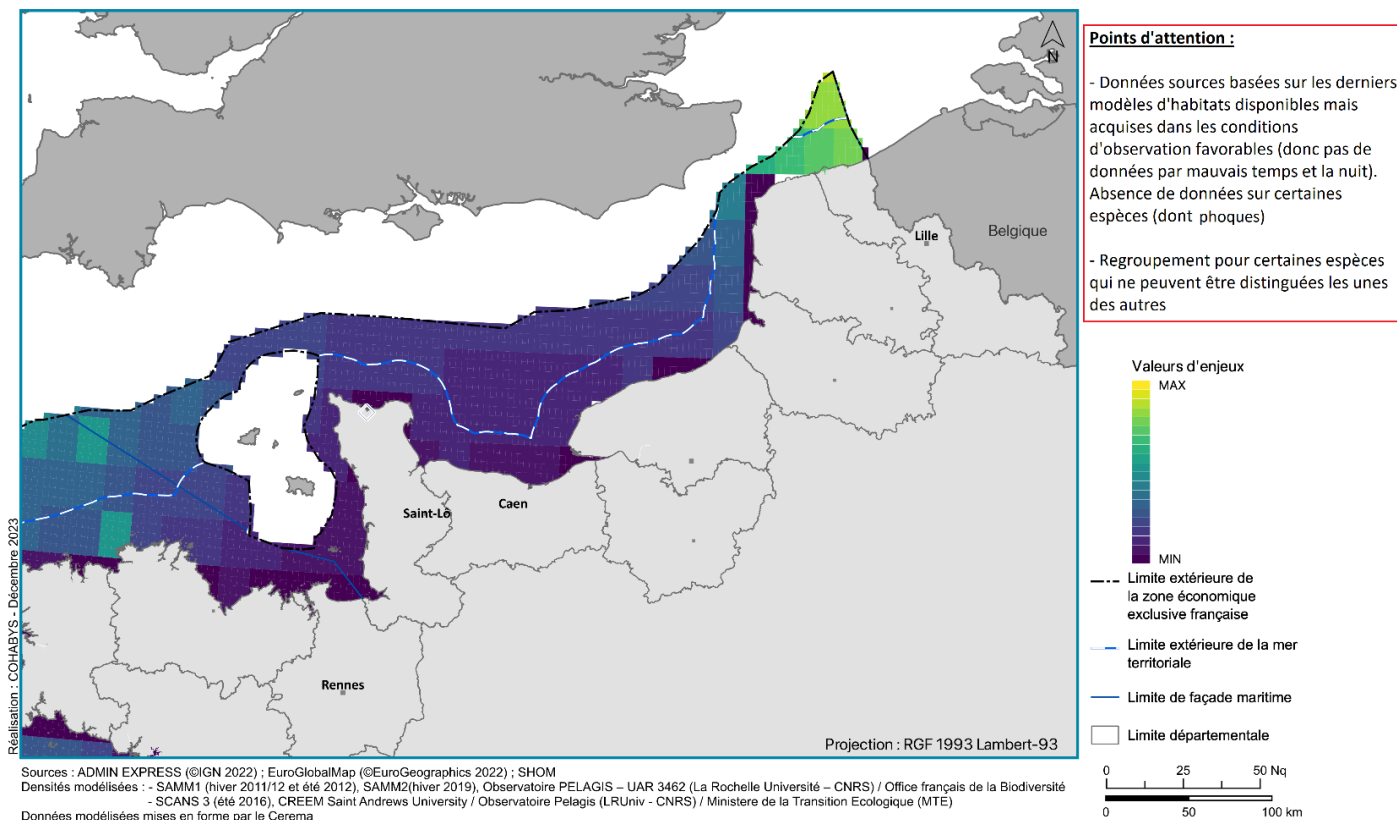 N
Lille
Belgique
Saint-Lô
Caen
Rennes
Projection : RGF 1993 Lambert-93
Réalisation : COHABYS - Décembre 2023
Points d'attention :
- Données sources basées sur les derniers
modèles d'habitats disponible mais
acquises dans les conditions
d'observation favorables (donc pas de
données par mauvais temps et la nuit).
Absence de données sur certaines
espèces (dont phoques)
- Regroupement pour certaines espèces
qui ne peuvent être distinguées les unes
des autres
Valeurs d'enjeux
MAX
MIN
Limite extérieure de
la zone économique
exclusive française
Limite extérieure de la mer
territoriale
Limite de façade maritime
Limite départementale
0 25 50 Nq
0 50 100 km
Sources : ADMIN EXPRESS (©IGN 2022) ; EuroGlobalMap (©EuroGeographics 2022) ; SHOM
Densités modélisées : - SAMM1 (hiver 2011/12 et été 2012), SAMM2(hiver 2019), Observatoire PELAGIS – UAR 3462 (La Rochelle Université – CNRS) / Office français de la Biodiversité
- SCANS 3 (été 2016), CREEM Saint Andrews University / Observatoire Pelagis (LRUniv - CNRS) / Ministere de la Transition Ecologique (MTE)
Données modélisées mises en forme par le Cerema